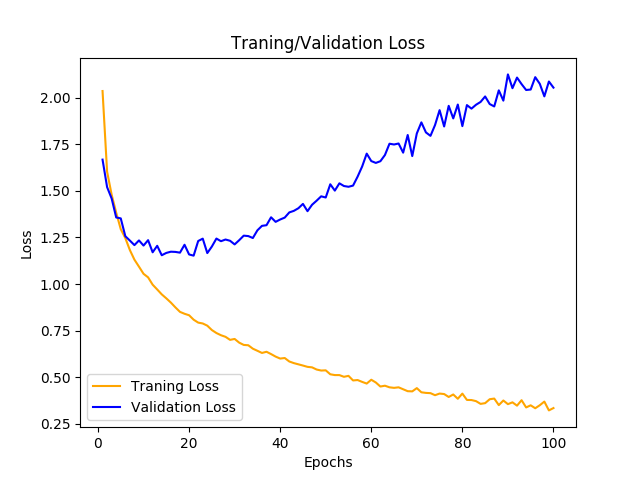 Traning/Validation Loss
Loss
2.00
1.75
1.50
1.25
1.00
0.75
0.50
0.25
Traning Loss
Validation Loss
0
20
40
60
80
100
Epochs